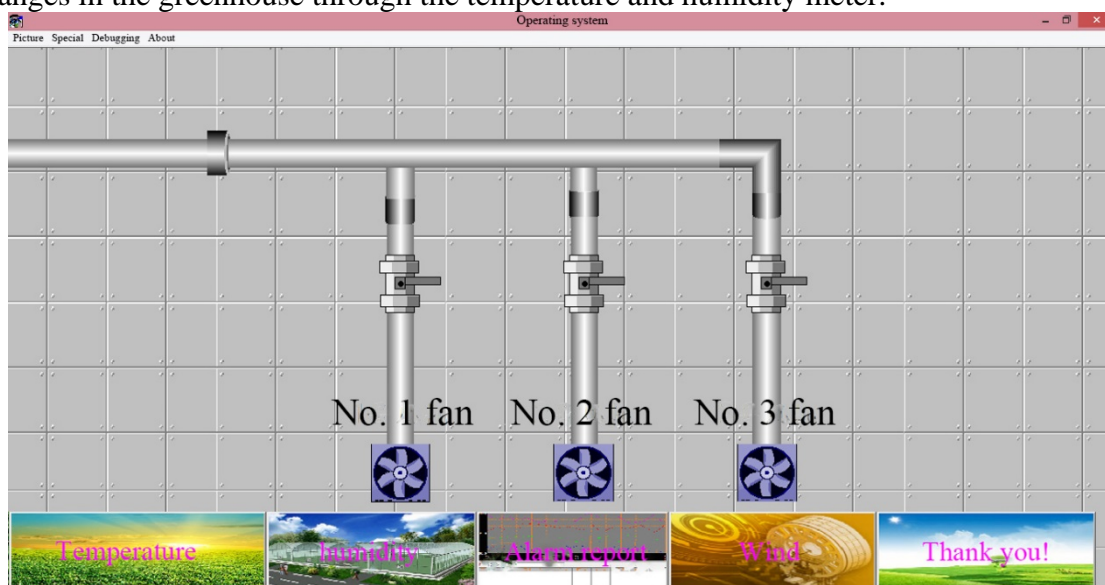 anges in the greenhouse through the temperature and humidity meter.
Operating system
Picture Special Debugging About
No. 1 fan No. 2 fan No. 3 fan
Temperature humidity Alarm report Wind Thank you!